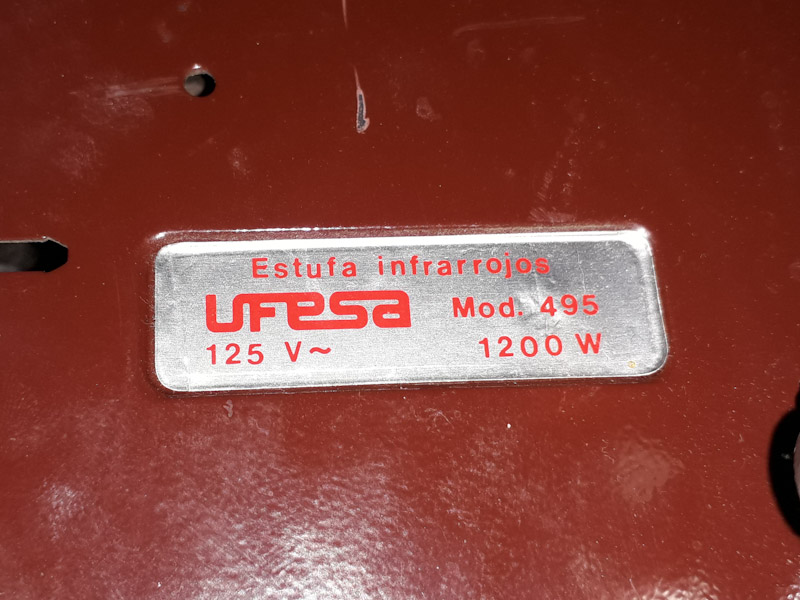 Estufa infrarrojos
UFESA Mod. 495
125 V~ 1200 W